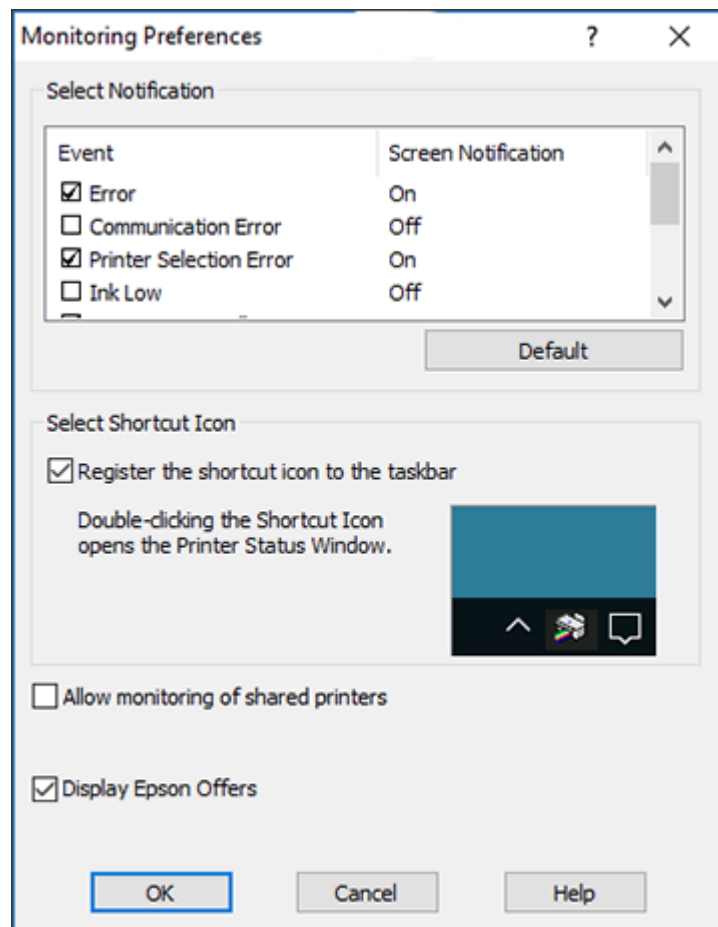 Monitoring Preferences ?
Select Notification
Event Screen Notification
Error On
Communication Error Off
Printer Selection Error On
Ink Low Off
Default
Select Shortcut Icon
Register the shortcut icon to the taskbar
Double-clicking the Shortcut Icon
opens the Printer Status Window.
Allow monitoring of shared printers
Display Epson Offers
OK Cancel Help